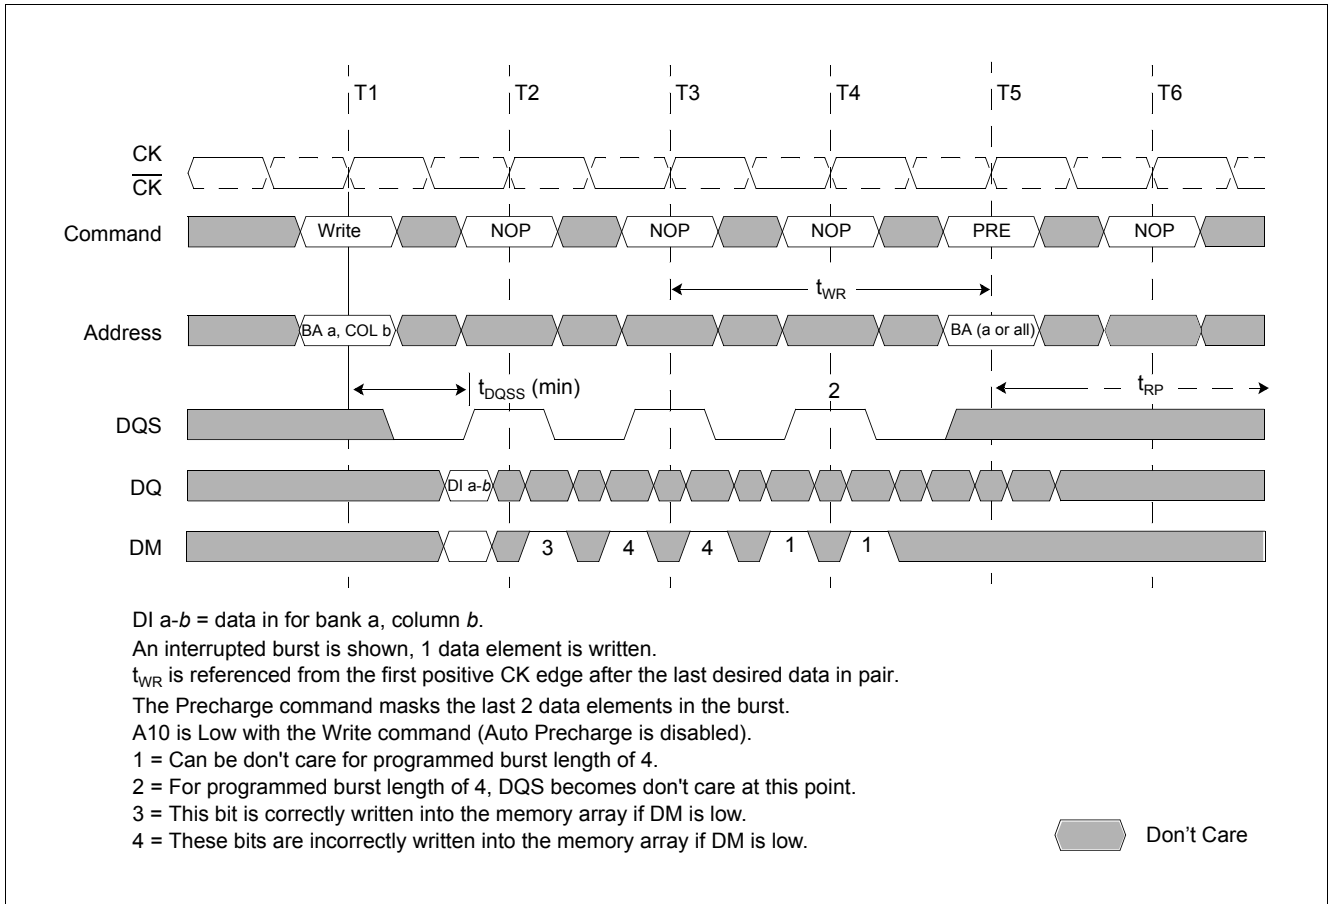 T1 T2 T3 T4 T5 T6
CK
CK
Command Write NOP NOP NOP PRE NOP
tWR
Address BA a, COL b BA (a or all)
tDQSS (min) 2 tRP
DQS
DQ DI a-b
DM 3 4 4 1 1
DI a-b = data in for bank a, column b.
An interrupted burst is shown, 1 data element is written.
tWR is referenced from the first positive CK edge after the last desired data in pair.
The Precharge command masks the last 2 data elements in the burst.
A10 is Low with the Write command (Auto Precharge is disabled).
1 = Can be don't care for programmed burst length of 4.
2 = For programmed burst length of 4, DQS becomes don't care at this point.
3 = This bit is correctly written into the memory array if DM is low.
4 = These bits are incorrectly written into the memory array if DM is low.
Don't Care